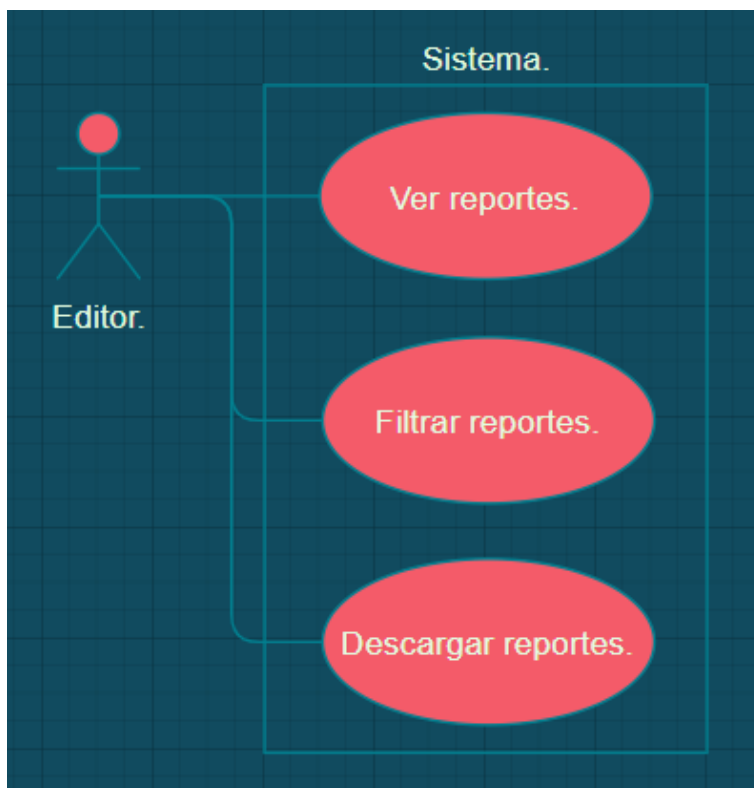 Sistema.
Ver reportes.
Editor.
Filtrar reportes.
Descargar reportes.